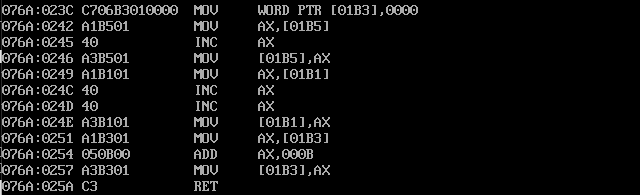 076A:023C C706B3010000 MOV WORD PTR [01B3],0000
076A:0242 A1B501 MOV AX,[01B5]
076A:0245 40 INC AX
076A:0246 A3B501 MOV [01B5],AX
076A:0249 A1B101 MOV AX,[01B1]
076A:024C 40 INC AX
076A:024D 40 INC AX
076A:024E A3B101 MOV [01B1],AX
076A:0251 A1B301 MOV AX,[01B3]
076A:0254 050B00 ADD AX,000B
076A:0257 A3B301 MOV [01B3],AX
076A:025A C3 RET